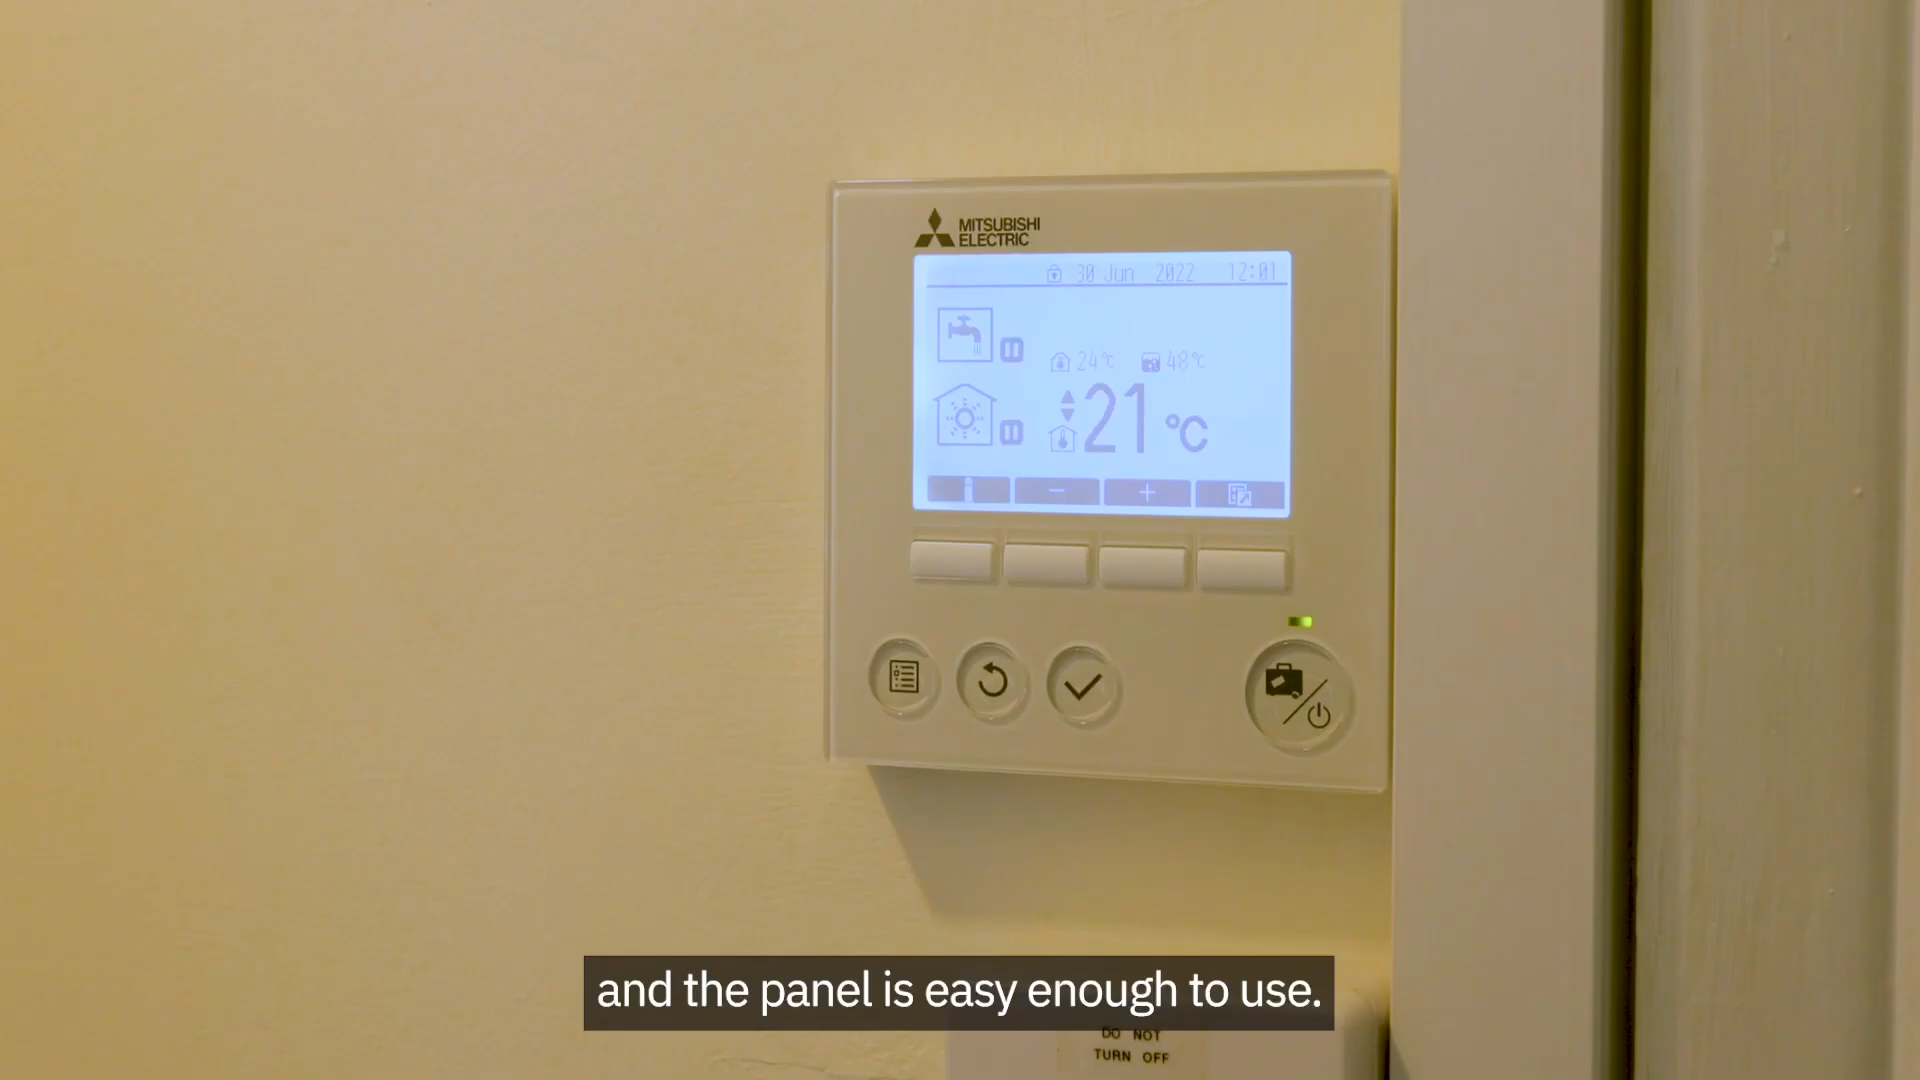 MITSUBISHI
ELECTRIC
30 Jun 2022 12:01
24°C 48°C
21°C
- +
and the panel is easy enough to use.
DO NOT
TURN OFF